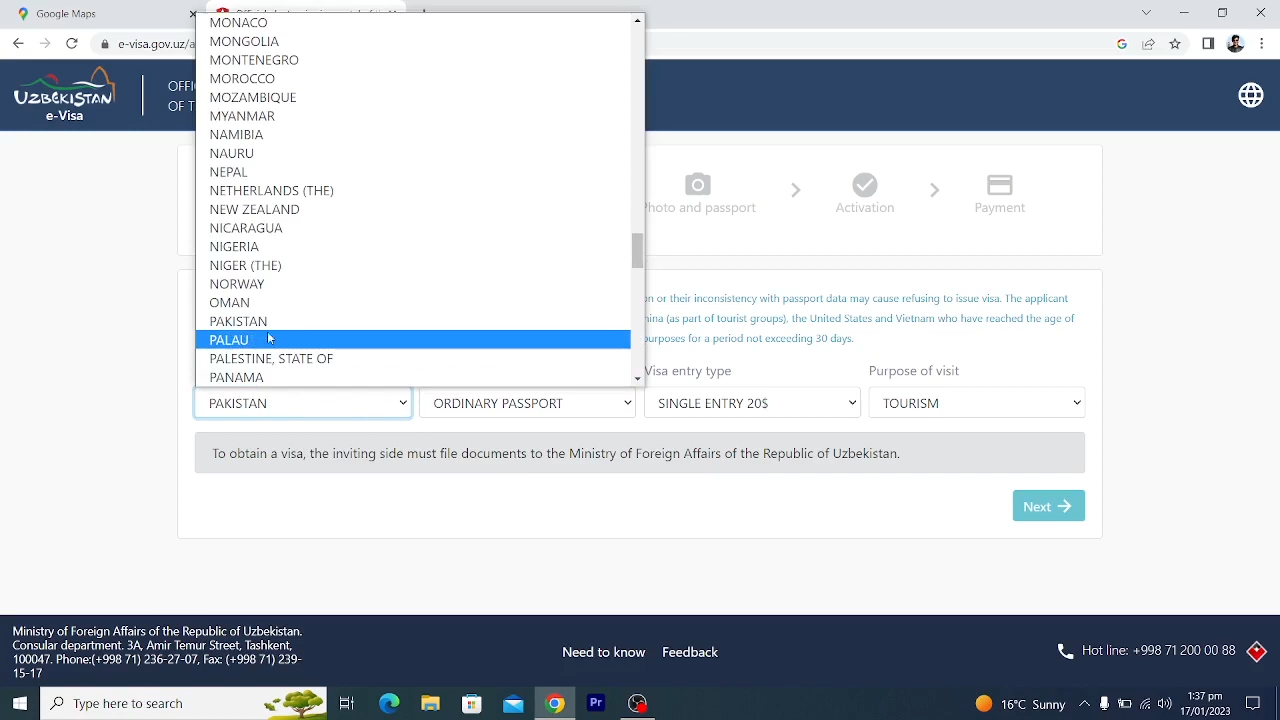 Google Maps
e-visa.gov.uz/a
UZBEKISTAN
e-Visa
OFFI
OF T
MONACO
MONGOLIA
MONTENEGRO
MOROCCO
MOZAMBIQUE
MYANMAR
NAMIBIA
NAURU
NEPAL
NETHERLANDS (THE)
NEW ZEALAND
NICARAGUA
NIGERIA
NIGER (THE)
NORWAY
OMAN
PAKISTAN
PALAU
PALESTINE, STATE OF
PANAMA
Photo and passport
Activation
Payment
on or their inconsistency with passport data may cause refusing to issue visa. The applicant
hina (as part of tourist groups), the United States and Vietnam who have reached the age of
purposes for a period not exceeding 30 days.
Visa entry type
Purpose of visit
PAKISTAN
ORDINARY PASSPORT
SINGLE ENTRY 20$
TOURISM
To obtain a visa, the inviting side must file documents to the Ministry of Foreign Affairs of the Republic of Uzbekistan.
Next
Ministry of Foreign Affairs of the Republic of Uzbekistan.
Consular department. 3A, Amir Temur Street, Tashkent,
100047. Phone:(+998 71) 236-27-07, Fax: (+998 71) 239-
15-17
Need to know
Feedback
Hot line: +998 71 200 00 88
Type here to search
Pr
16°C Sunny
1:37 pm
17/01/2023